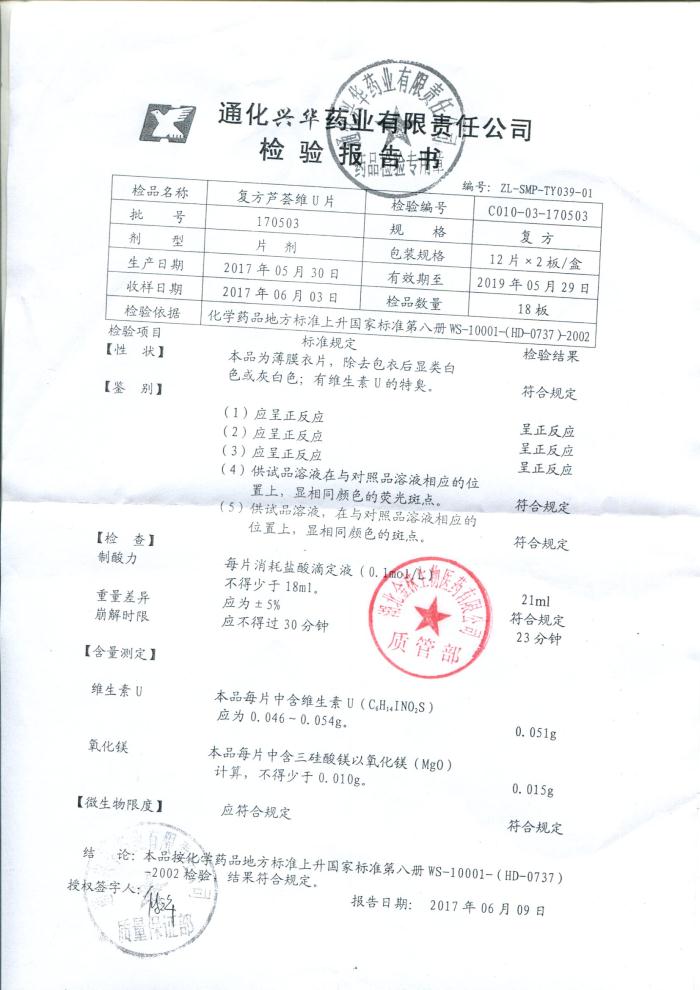 通化兴华药业有限责任公司
检验报告书
药品检验专用章
编号: ZL-SMP-TY039-01
检品名称 复方芦荟维U片 检验编号 C010-03-170503
批 号 170503 规 格 复方
剂 型 片 剂 包装规格 12片×2板/盒
生产日期 2017年05月30日 有效期至 2019年05月29日
收样日期 2017年06月03日 检品数量 18板
检验依据 化学药品地方标准上升国家标准第八册WS-10001-(HD-0737)-2002
检验项目 标准规定 检验结果
【性 状】 本品为薄膜衣片，除去包衣后显类白
色或灰白色；有维生素U的特臭。 符合规定
【鉴 别】
(1)应呈正反应 呈正反应
(2)应呈正反应 呈正反应
(3)应呈正反应 呈正反应
(4)供试品溶液在与对照品溶液相应的位
置上，显相同颜色的荧光斑点。 符合规定
(5)供试品溶液，在与对照品溶液相应的
位置上，显相同颜色的斑点。 符合规定
【检 查】
制酸力 每片消耗盐酸滴定液(0.1mol/L)
不得少于18ml。 21ml
重量差异 应为±5% 符合规定
崩解时限 应不得过30分钟 23分钟
质管部
【含量测定】
维生素U 本品每片中含维生素U(C₆H₁₄INO₂S)
应为0.046~0.054g。 0.051g
氧化镁 本品每片中含三硅酸镁以氧化镁(MgO)
计算，不得少于0.010g。 0.015g
【微生物限度】 应符合规定 符合规定
结 论: 本品按化学药品地方标准上升国家标准第八册WS-10001-(HD-0737)
-2002检验，结果符合规定。
授权签字人:
报告日期: 2017年06月09日
质量保证部